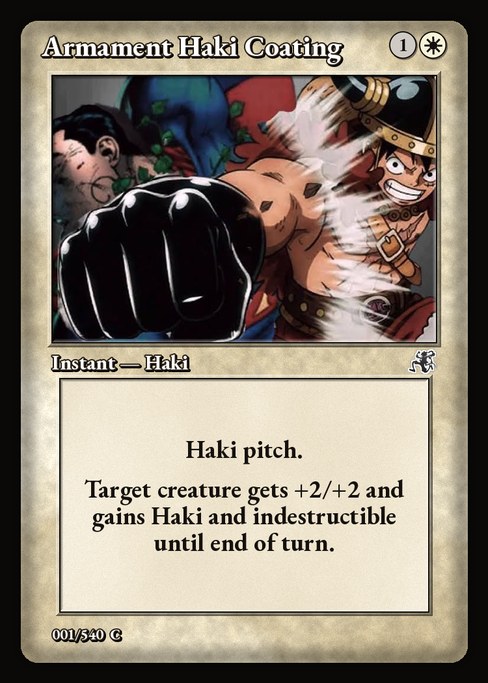 Armament Haki Coating 1
Instant — Haki
Haki pitch.
Target creature gets +2/+2 and
gains Haki and indestructible
until end of turn.
001/540 C